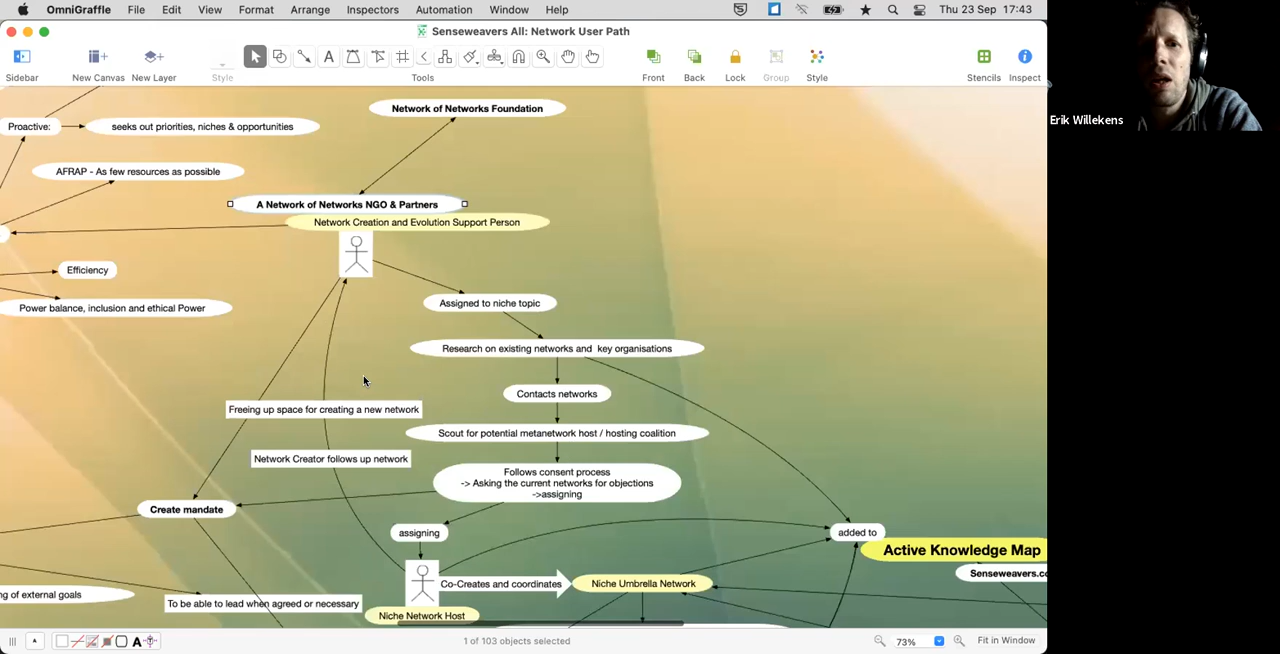 OmniGraffle File Edit View Format Arrange Inspectors Automation Window Help Thu 23 Sep 17:43
Senseweavers All: Network User Path
Sidebar New Canvas New Layer Style Tools Front Back Lock Group Style Stencils Inspect
Network of Networks Foundation
Proactive: seeks out priorities, niches & opportunities
Erik Willekens
AFRAP - As few resources as possible
A Network of Networks NGO & Partners
Network Creation and Evolution Support Person
Efficiency
Assigned to niche topic
Power balance, inclusion and ethical Power
Research on existing networks and key organisations
Contacts networks
Freeing up space for creating a new network
Scout for potential metanetwork host / hosting coalition
Network Creator follows up network
Follows consent process
-> Asking the current networks for objections
->assigning
Create mandate
assigning
added to
Active Knowledge Map
Senseweavers.co
Co-Creates and coordinates
Niche Umbrella Network
ng of external goals
To be able to lead when agreed or necessary
Niche Network Host
1 of 103 objects selected
73%
Fit in Window